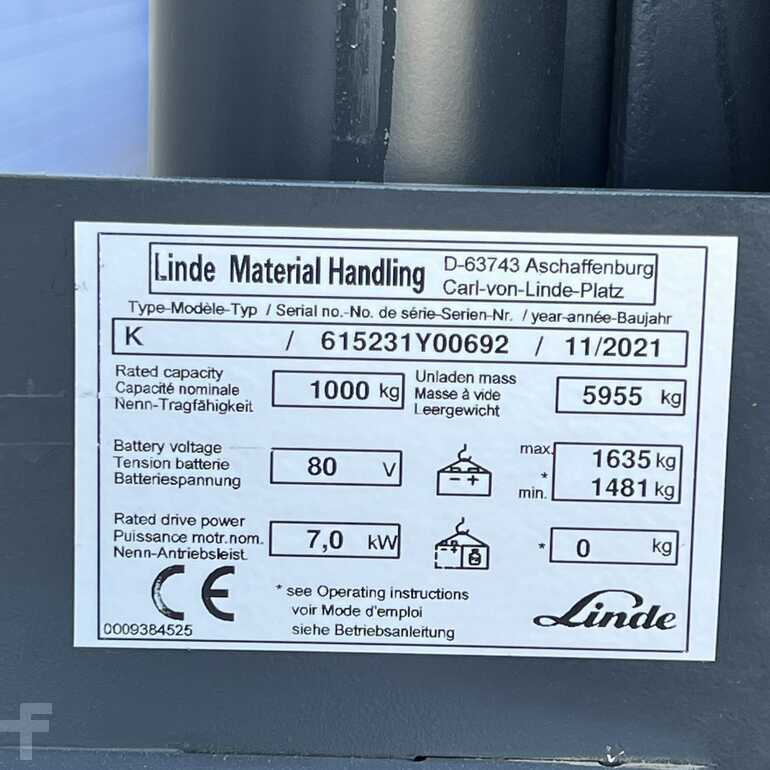 Linde Material Handling D-63743 Aschaffenburg
Carl-von-Linde-Platz
Type-Modèle-Typ / Serial no.-No. de série-Serien-Nr. / year-année-Baujahr
K / 615231Y00692 / 11/2021
Rated capacity
Capacité nominale
Nenn-Tragfähigkeit
1000 kg
Unladen mass
Masse à vide
Leergewicht
5955 kg
Battery voltage
Tension batterie
Batteriespannung
80 V
- +
max. 1635 kg
*
min. 1481 kg
Rated drive power
Puissance motr.nom.
Nenn-Antriebsleist.
7,0 kW
* 0 kg
CE
* see Operating instructions
voir Mode d'emploi
siehe Betriebsanleitung
Linde
0009384525
F